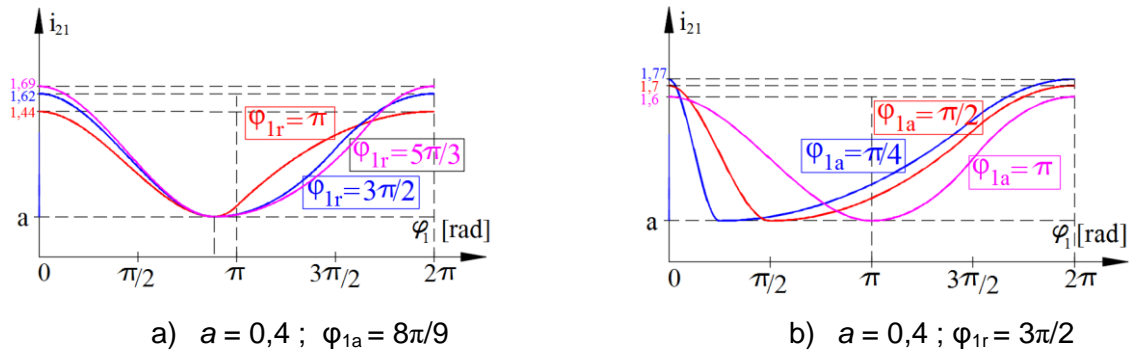 i21
1,69
1,62
1,44
φ1r = π
φ1r = 5π/3
φ1r = 3π/2
a
φ1 [rad]
0
π/2
π
3π/2
2π
a) a = 0,4 ; φ1a = 8π/9
i21
1,77
1,7
1,6
φ1a = π/2
φ1a = π/4
φ1a = π
a
φ1 [rad]
0
π/2
π
3π/2
2π
b) a = 0,4 ; φ1r = 3π/2